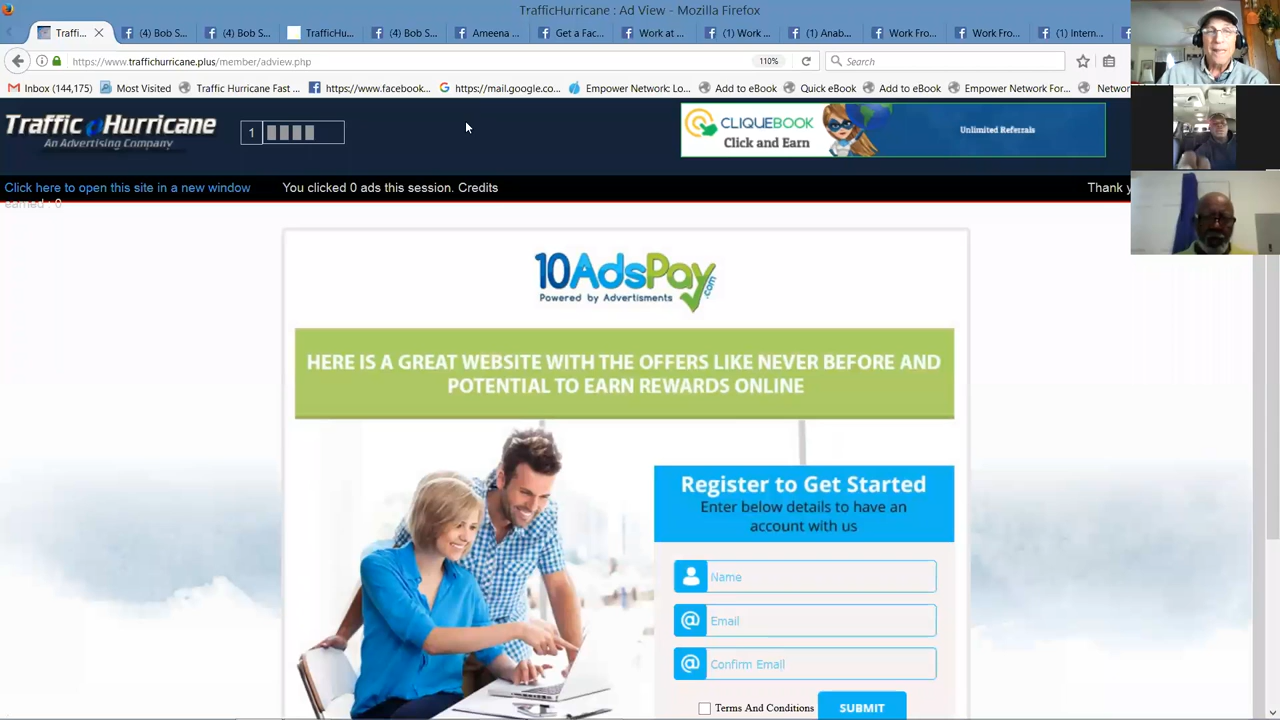 TrafficHurricane : Ad View - Mozilla Firefox
Traffi... (4) Bob S... (4) Bob S... TrafficHu... (4) Bob S... Ameena ... Get a Fac... Work at ... (1) Work ... (1) Anab... Work Fro... Work Fro... (1) Intern...
https://www.traffichurricane.plus/member/adview.php 110% Search
Inbox (144,175) Most Visited Traffic Hurricane Fast ... https://www.facebook... https://mail.google.co... Empower Network: Lo... Add to eBook Quick eBook Add to eBook Empower Network For... Networ
Traffic Hurricane
An Advertising Company
1
CLIQUEBOOK
Click and Earn
Unlimited Referrals
Click here to open this site in a new window You clicked 0 ads this session. Credits Thank y
earned : 0
10AdsPay.com
Powered by Advertisments
HERE IS A GREAT WEBSITE WITH THE OFFERS LIKE NEVER BEFORE AND
POTENTIAL TO EARN REWARDS ONLINE
Register to Get Started
Enter below details to have an
account with us
Name
Email
Confirm Email
Terms And Conditions SUBMIT